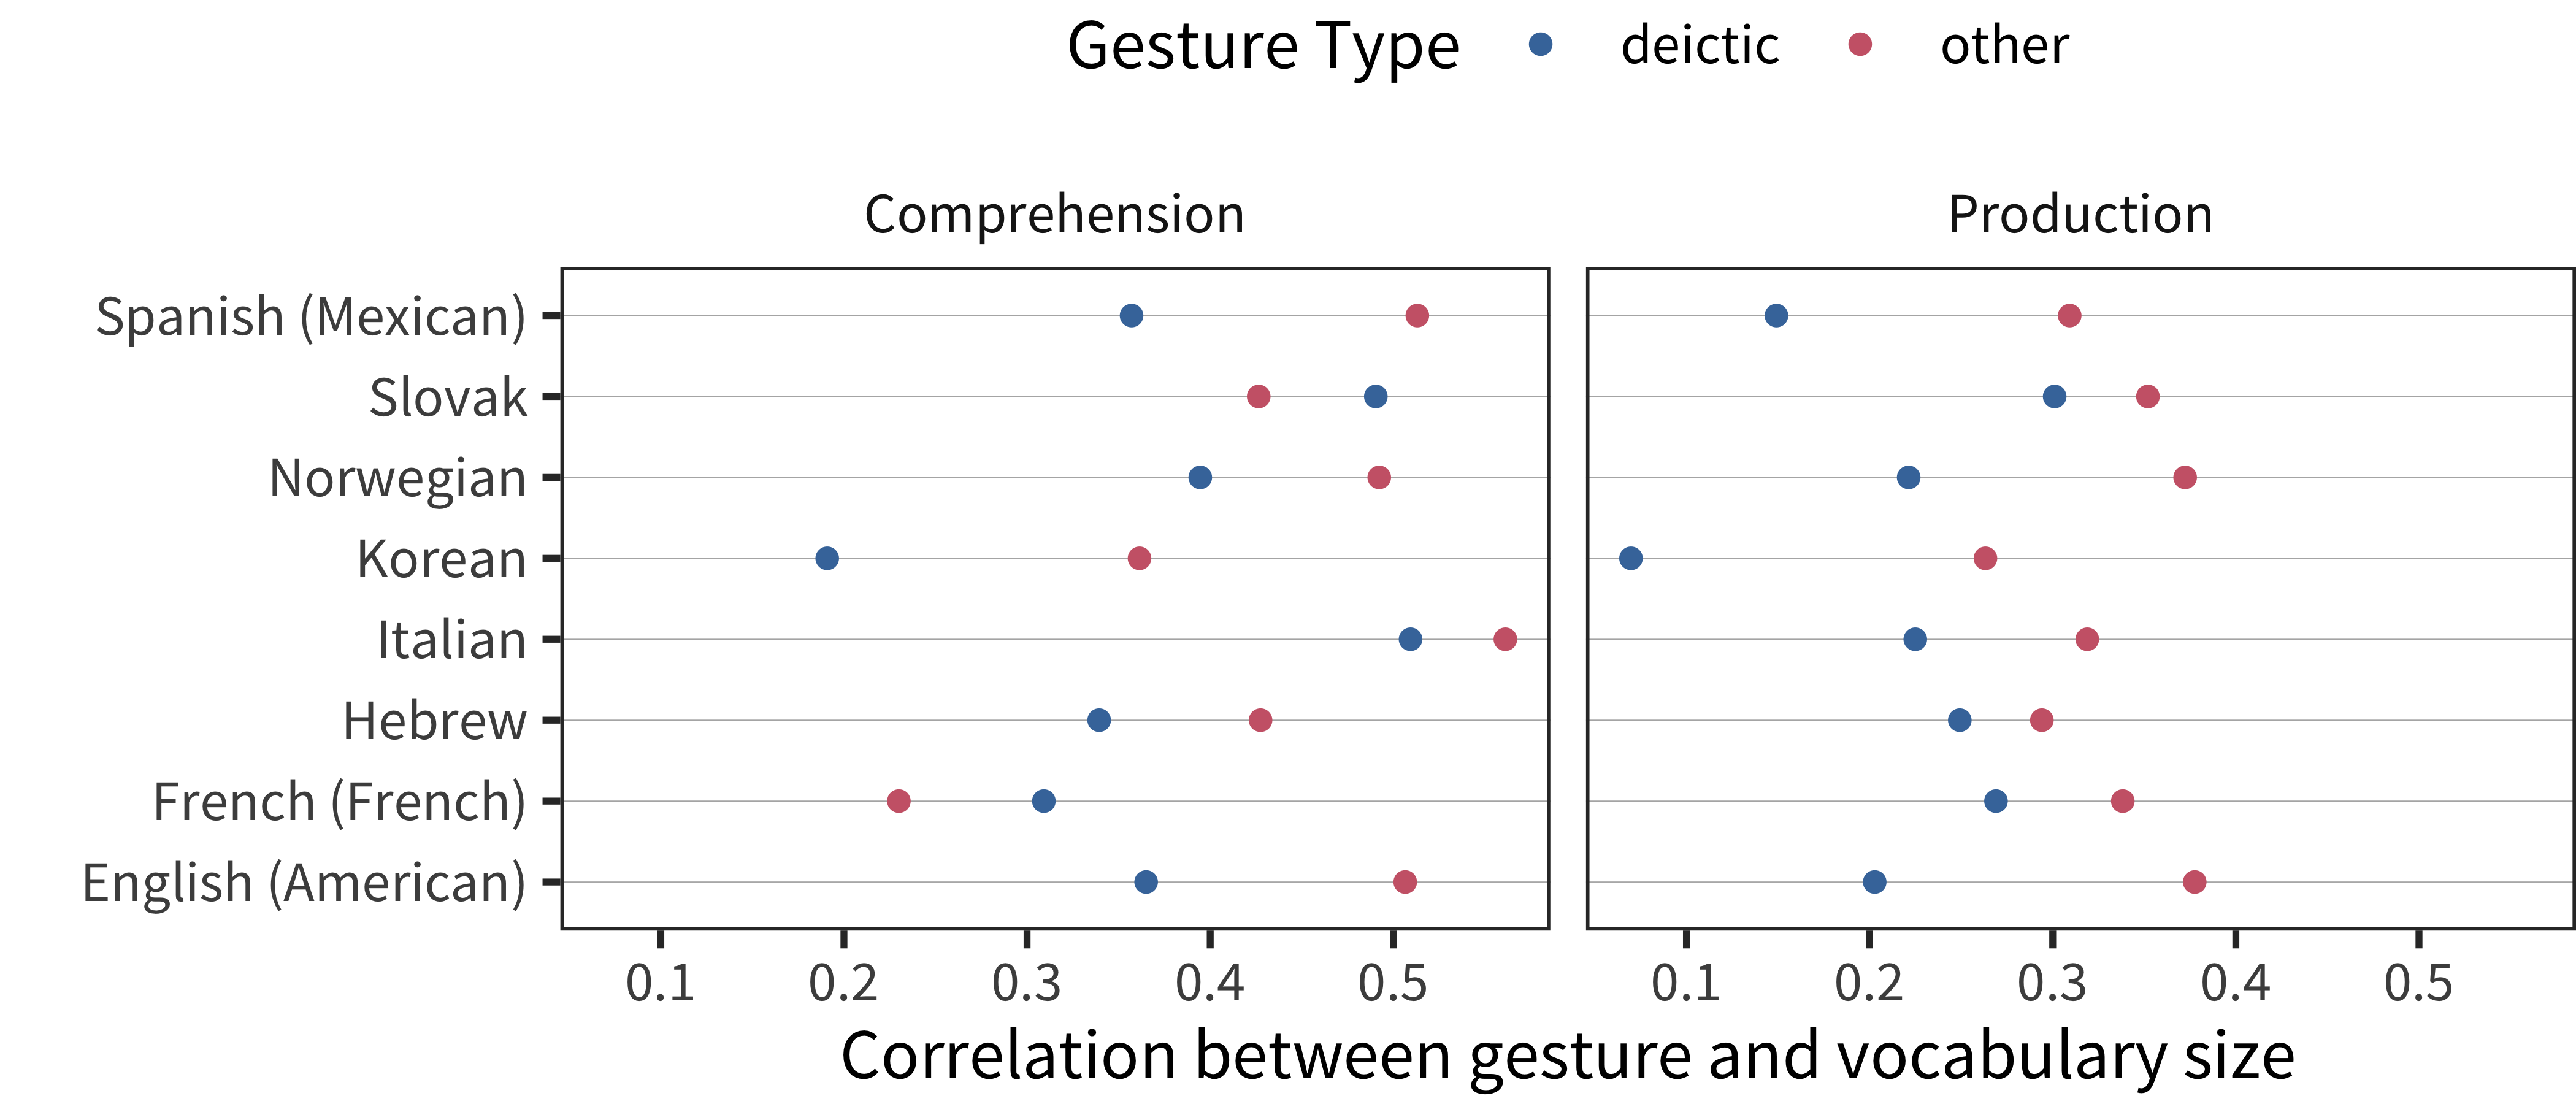 Gesture Type deictic other
Comprehension Production
Spanish (Mexican)
Slovak
Norwegian
Korean
Italian
Hebrew
French (French)
English (American)
0.1 0.2 0.3 0.4 0.5 0.1 0.2 0.3 0.4 0.5
Correlation between gesture and vocabulary size